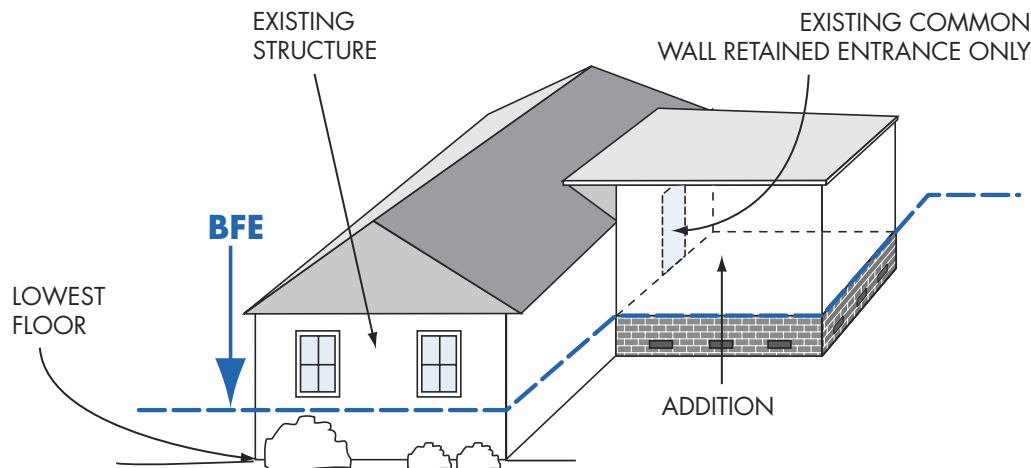 EXISTING
STRUCTURE
EXISTING COMMON
WALL RETAINED ENTRANCE ONLY
BFE
LOWEST
FLOOR
ADDITION